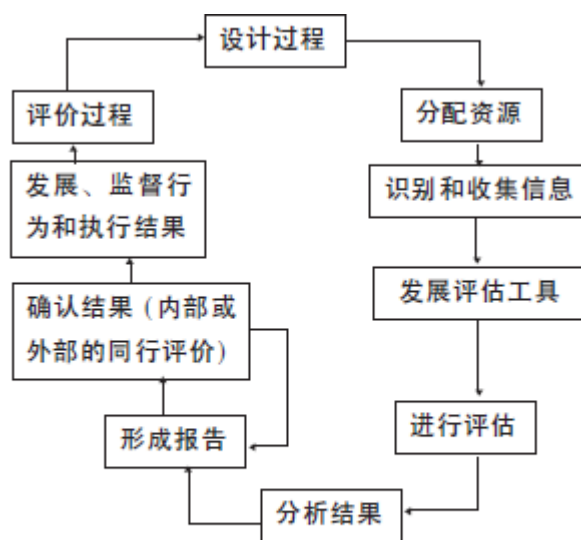 设计过程
分配资源
识别和收集信息
发展评估工具
进行评估
分析结果
形成报告
确认结果（内部或
外部的同行评价）
发展、监督行
为和执行结果
评价过程